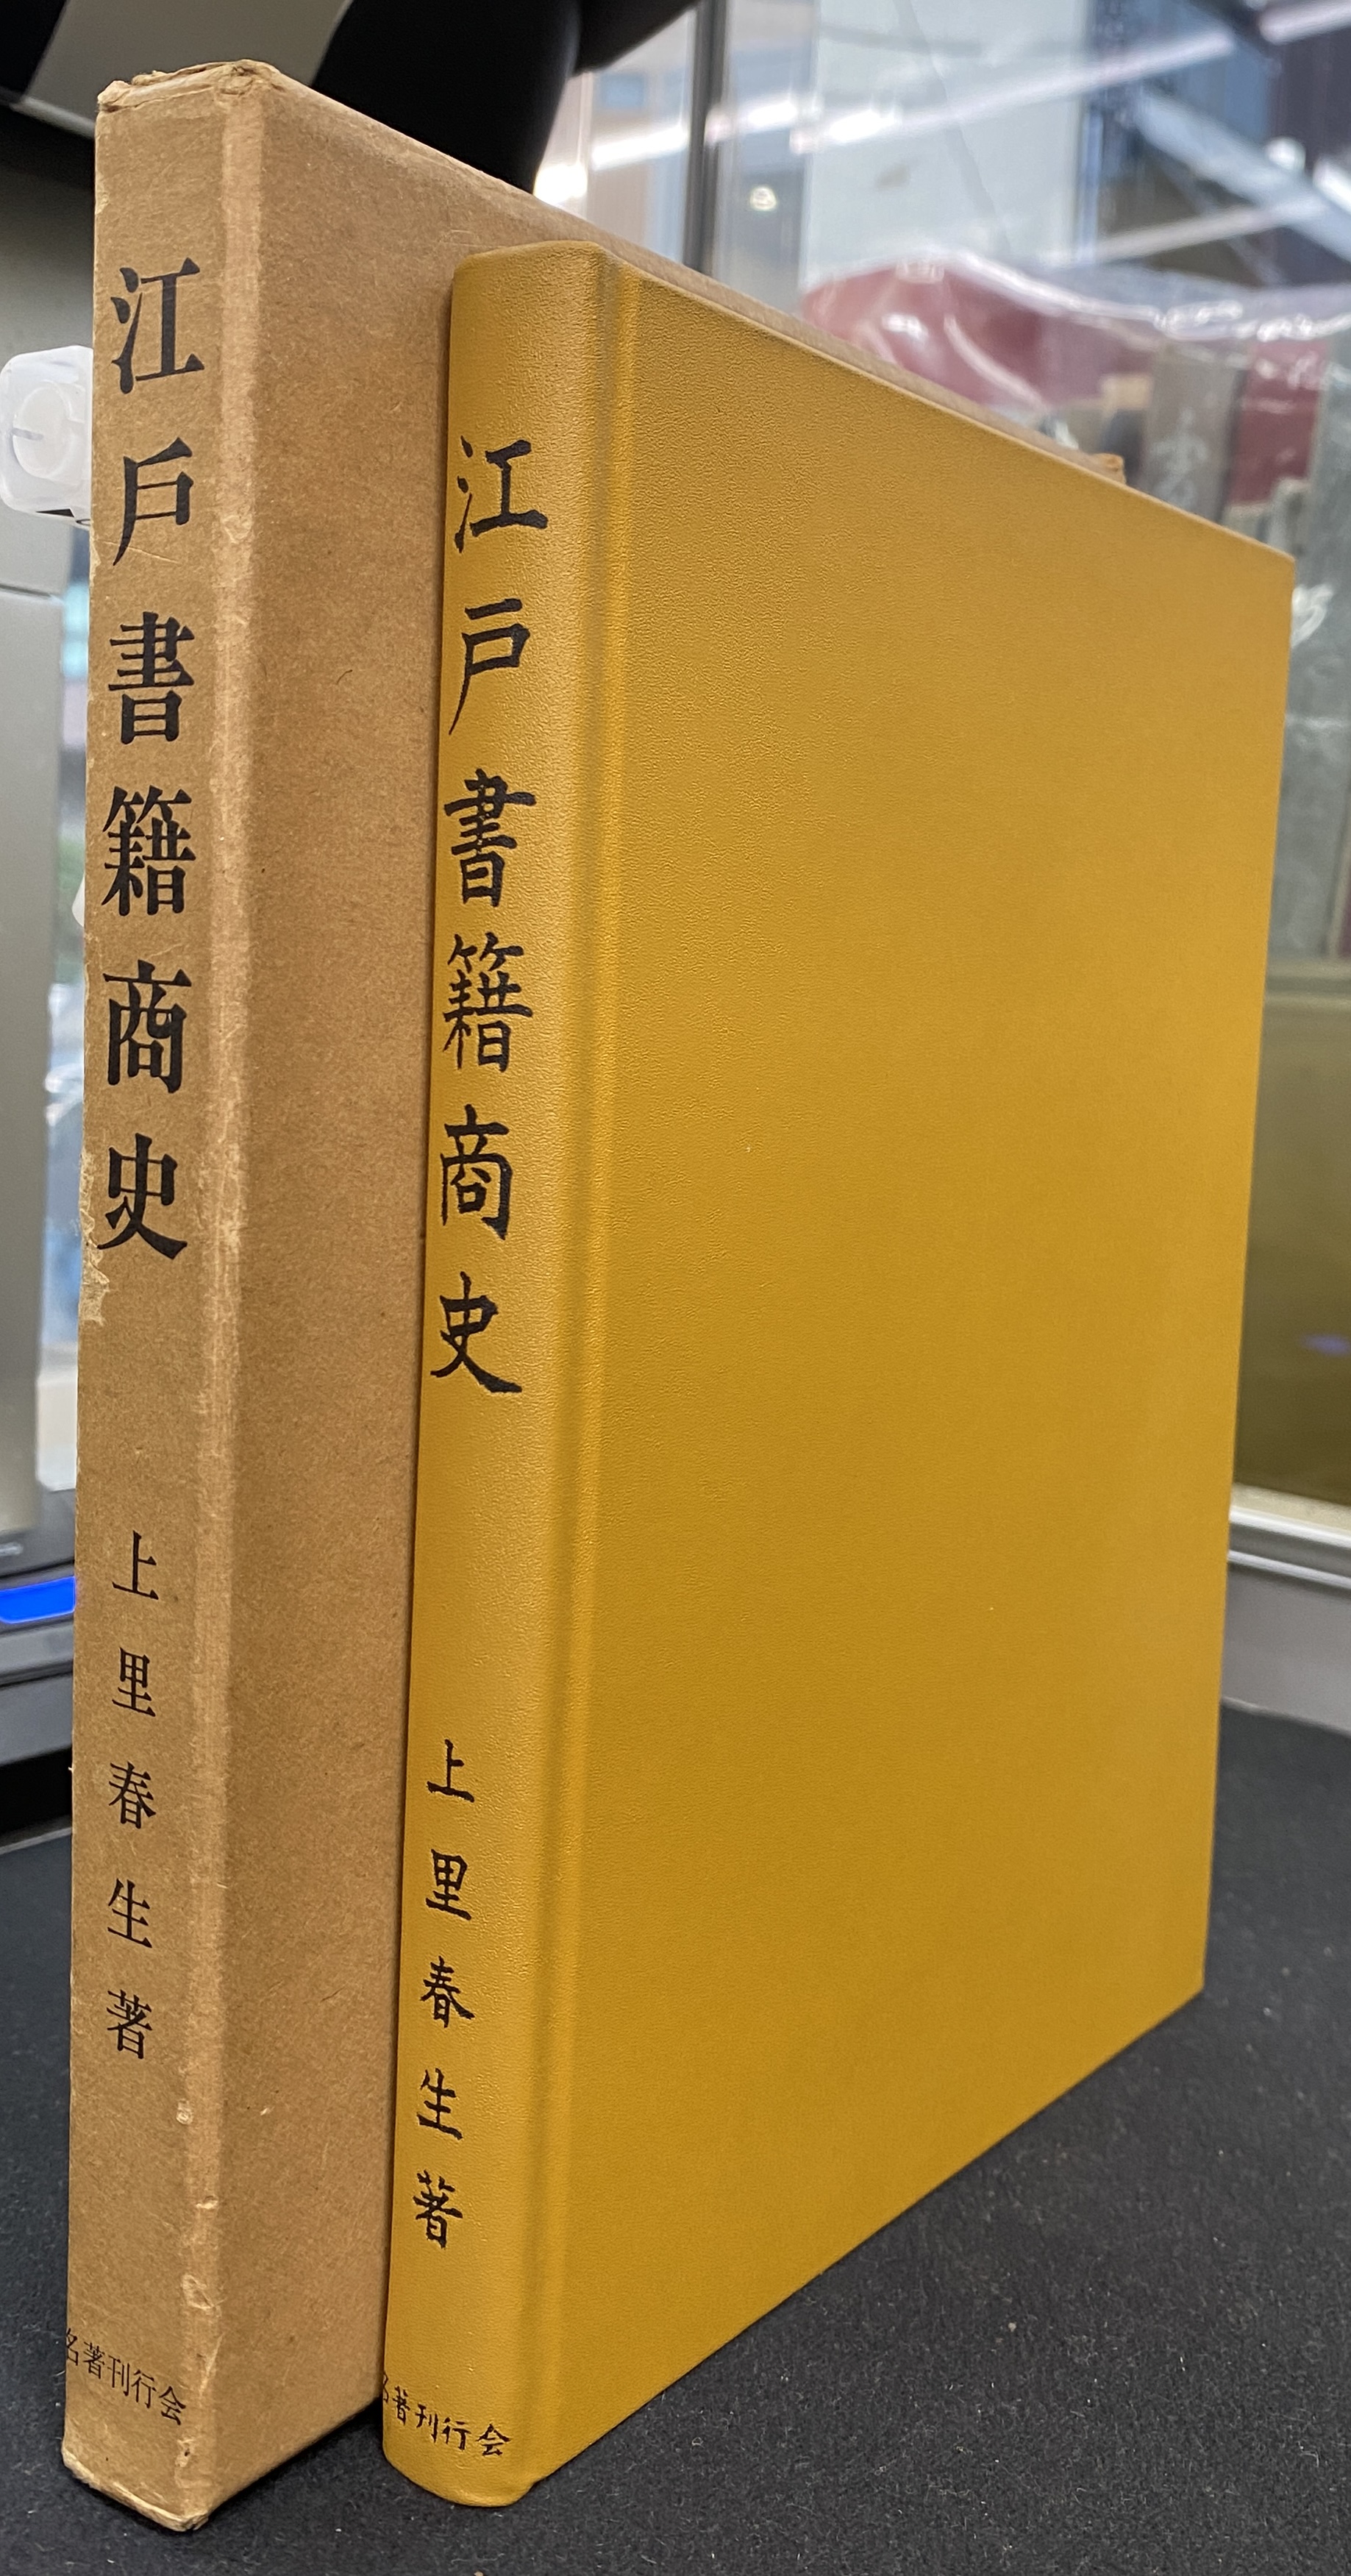 江戸書籍商史
上里春生著
名著刊行会
江戸書籍商史
上里春生著
名著刊行会